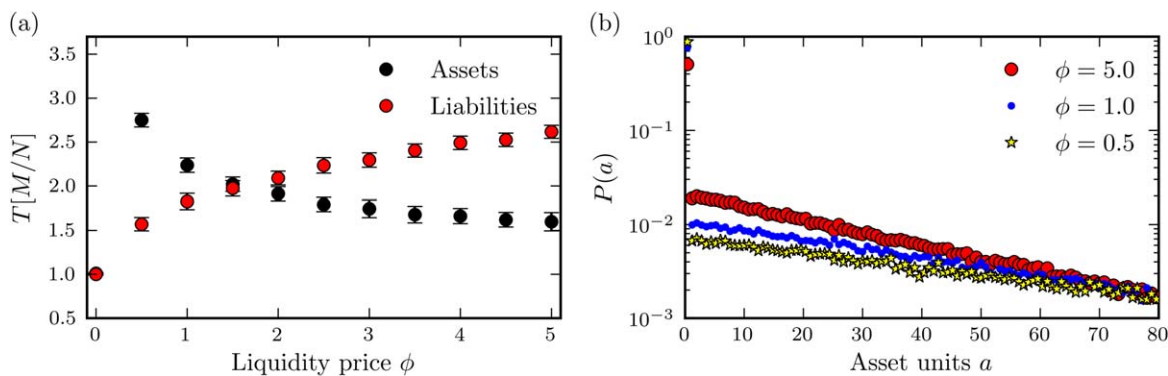 (a)
T[M/N]
3.5
3.0
2.5
2.0
1.5
1.0
0.5
Assets
Liabilities
0 1 2 3 4 5
Liquidity price ϕ
(b)
P(a)
10⁰
10⁻¹
10⁻²
10⁻³
ϕ = 5.0
ϕ = 1.0
ϕ = 0.5
0 10 20 30 40 50 60 70 80
Asset units a